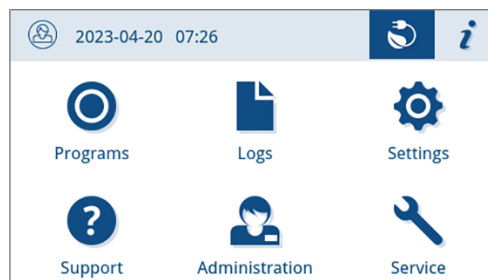 2023-04-20 07:26 i
Programs Logs Settings
?
Support Administration Service